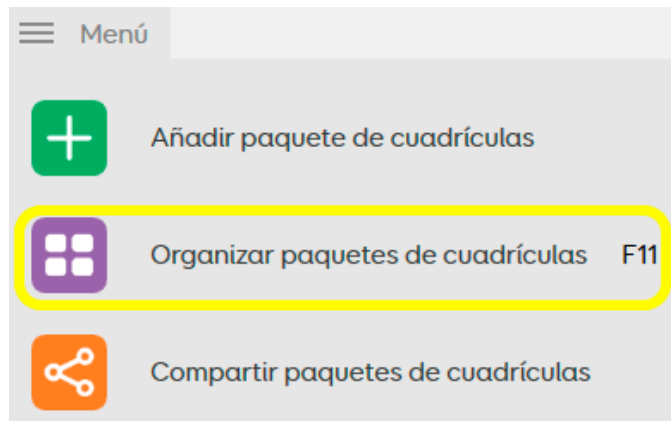 Menú
Añadir paquete de cuadrículas
Organizar paquetes de cuadrículas F11
Compartir paquetes de cuadrículas